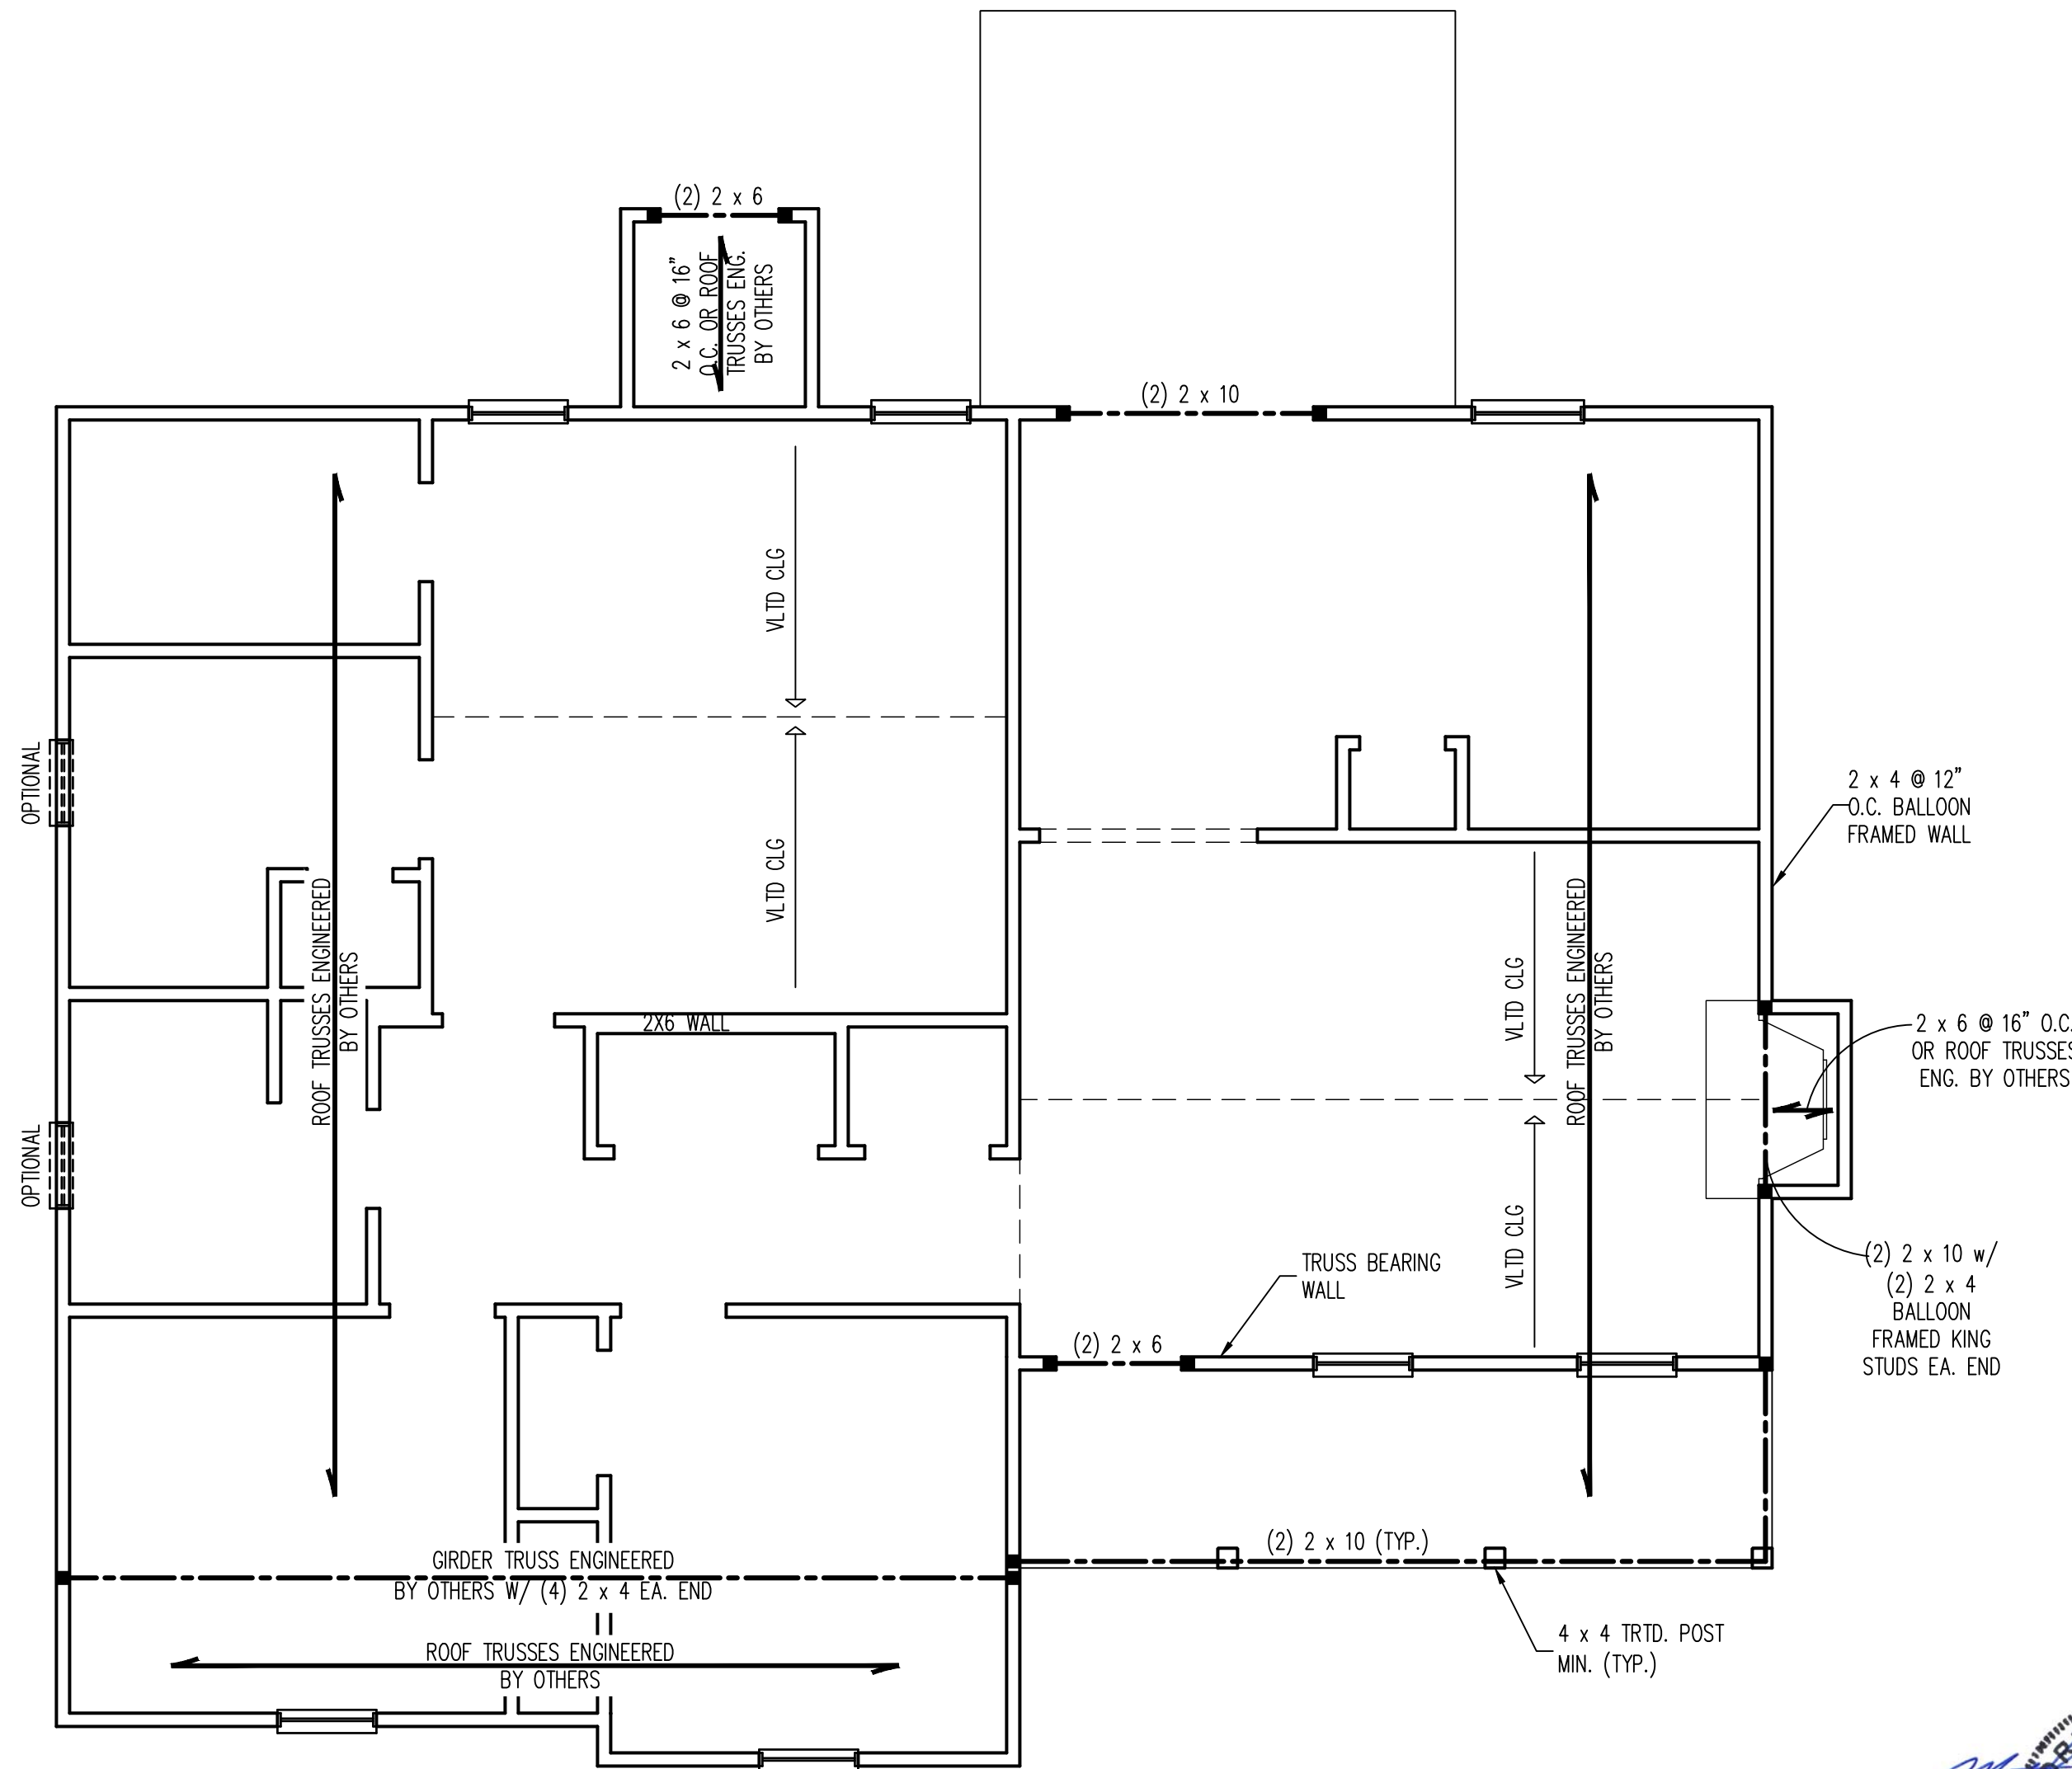 (2) 2 x 6
2 x 6 @ 16"
O.C. OR ROOF
TRUSSES ENG.
BY OTHERS
(2) 2 x 10
VLTD CLG
VLTD CLG
OPTIONAL
2 x 4 @ 12"
O.C. BALLOON
FRAMED WALL
ROOF TRUSSES ENGINEERED
BY OTHERS
2X6 WALL
VLTD CLG
ROOF TRUSSES ENGINEERED
BY OTHERS
2 x 6 @ 16" O.C.
OR ROOF TRUSSES
ENG. BY OTHERS
OPTIONAL
VLTD CLG
TRUSS BEARING
WALL
(2) 2 x 10 w/
(2) 2 x 4
BALLOON
FRAMED KING
STUDS EA. END
(2) 2 x 6
(2) 2 x 10 (TYP.)
GIRDER TRUSS ENGINEERED
BY OTHERS W/ (4) 2 x 4 EA. END
4 x 4 TRTD. POST
MIN. (TYP.)
ROOF TRUSSES ENGINEERED
BY OTHERS